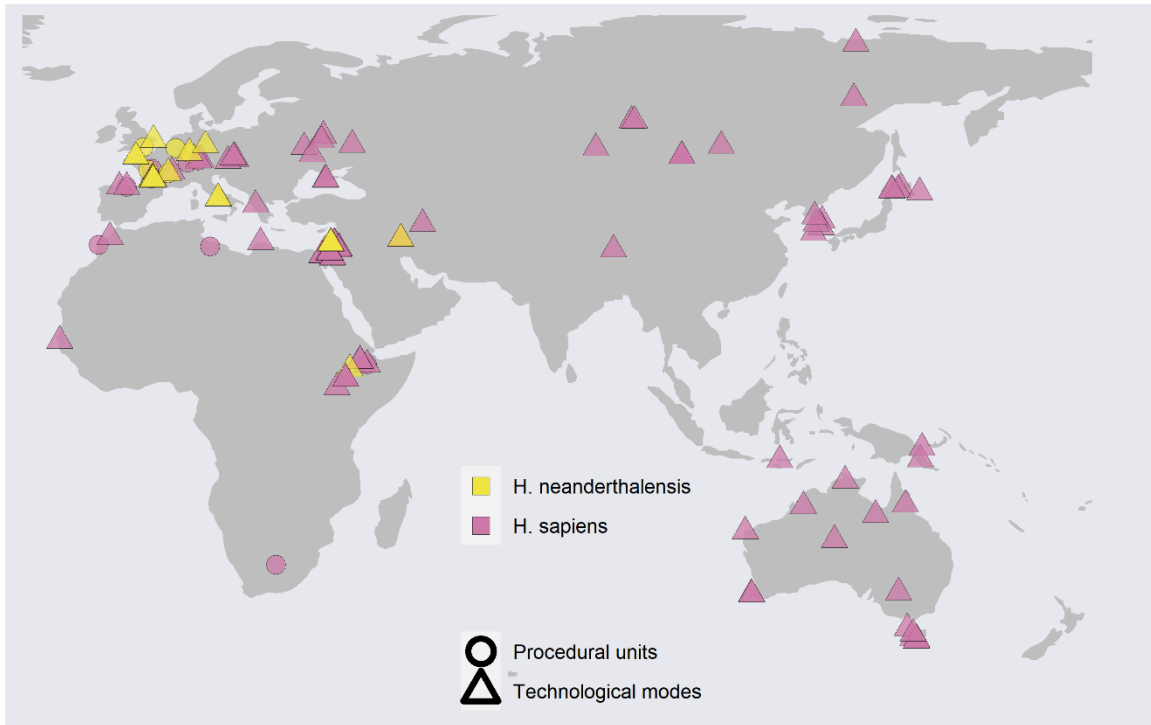 H. neanderthalensis
H. sapiens
Procedural units
Technological modes